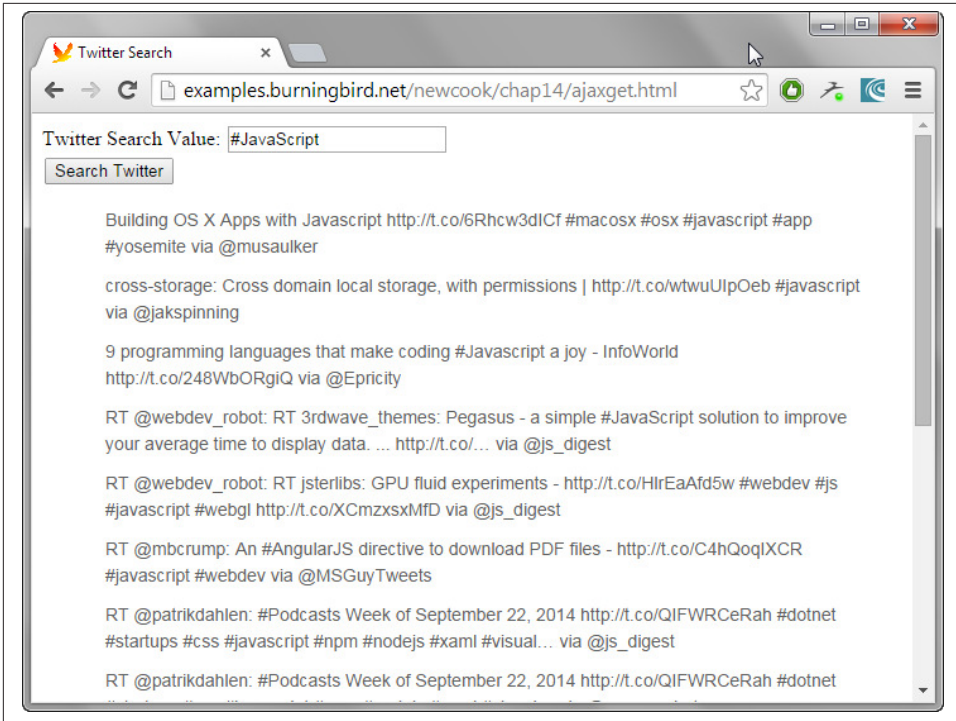 Twitter Search
examples.burningbird.net/newcook/chap14/ajaxget.html
Twitter Search Value: #JavaScript
Search Twitter
Building OS X Apps with Javascript http://t.co/6Rhcw3dICf #macosx #osx #javascript #app
#yosemite via @musaulker
cross-storage: Cross domain local storage, with permissions | http://t.co/wtwuUIpOeb #javascript
via @jakspinning
9 programming languages that make coding #Javascript a joy - InfoWorld
http://t.co/248WbORgiQ via @Epricity
RT @webdev_robot: RT 3rdwave_themes: Pegasus - a simple #JavaScript solution to improve
your average time to display data. ... http://t.co/… via @js_digest
RT @webdev_robot: RT jsterlibs: GPU fluid experiments - http://t.co/HIrEaAfd5w #webdev #js
#javascript #webgl http://t.co/XCmzxsxMfD via @js_digest
RT @mbcrump: An #AngularJS directive to download PDF files - http://t.co/C4hQoqIXCR
#javascript #webdev via @MSGuyTweets
RT @patrikdahlen: #Podcasts Week of September 22, 2014 http://t.co/QIFWRCeRah #dotnet
#startups #css #javascript #npm #nodejs #xaml #visual… via @js_digest
RT @patrikdahlen: #Podcasts Week of September 22, 2014 http://t.co/QIFWRCeRah #dotnet